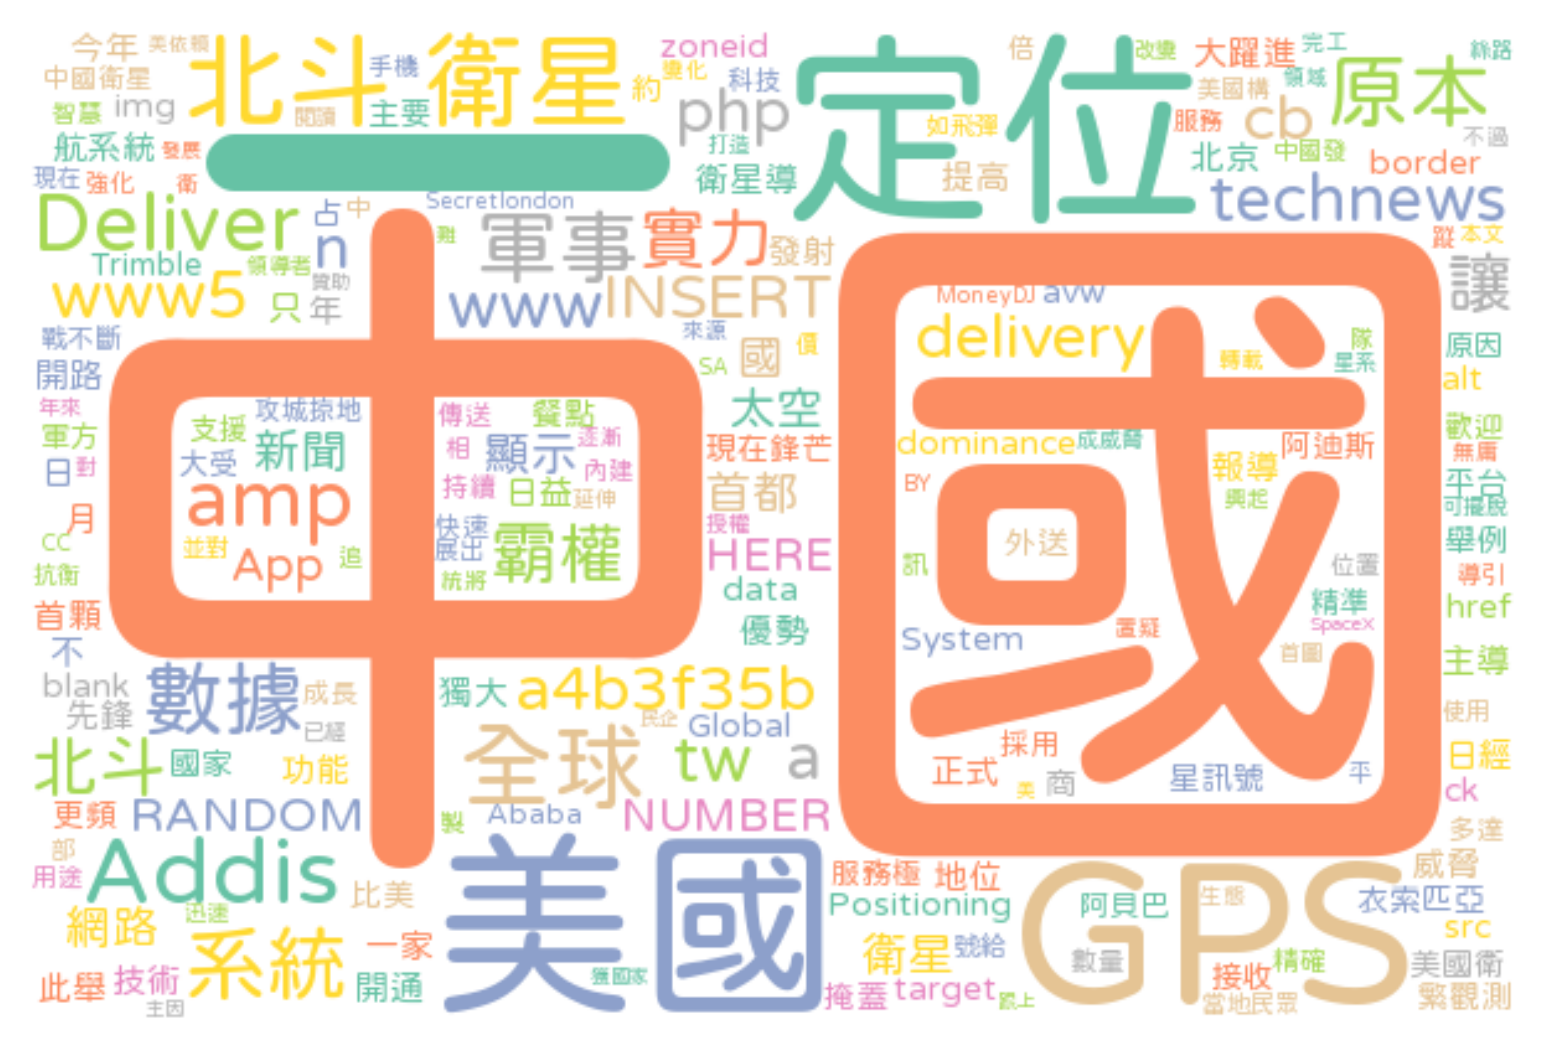 今年
美依賴
北斗衛星
手機
zoneid
變化
科技
定位
倍
改變
大躍進
完工
絲路
中國衛星
約
美國構
領域
原本
智慧
img
閱讀
主要
php
如飛彈
服務
cb
不過
航系統
發展
一
打造
衛星導
提高
北京
中國發
border
現在
強化
衛
Secretlondon
technews
Deliver
占
中
難
軍事
實力
發射
蹤
本文
n
Trimble
領導者
贊助
讓
www5
只
年
www
INSERT
MoneyDJ
avw
戰不斷
來源
價
delivery
隊
原因
開路
SA
國
轉載
星系
alt
中國
年來
支援
攻城掠地
傳送
餐點
太空
歡迎
軍方
新聞
相
顯示
逐漸
現在鋒芒
dominance
成威脅
阿迪斯
無庸
日
對
大受
內建
報導
平台
amp
持續
日益
延伸
首都
BY
興起
可擺脫
月
快速
授權
外送
舉例
cc
並對
App
追
展出
霸權
HERE
訊
位置
導引
抗衡
統將
data
精準
href
首顆
優勢
System
置疑
SpaceX
不
首圖
主導
blank
數據
成長
獨大
a4b3f35b
使用
先鋒
已經
全球
民企
Global
北斗
國家
功能
tw
a
採用
日經
正式
美
商
星訊號
平
ck
更頻
RANDOM
製
Ababa
NUMBER
多達
部
Addis
美國
用途
比美
服務極
地位
GPS
威脅
Positioning
阿貝巴
生態
衣索匹亞
網路
迅速
系統
一家
衛星
號給
src
數量
精確
美國衛
此舉
技術
開通
獲國家
掩蓋
target
跟上
接收
當地民眾
繁觀測
主因